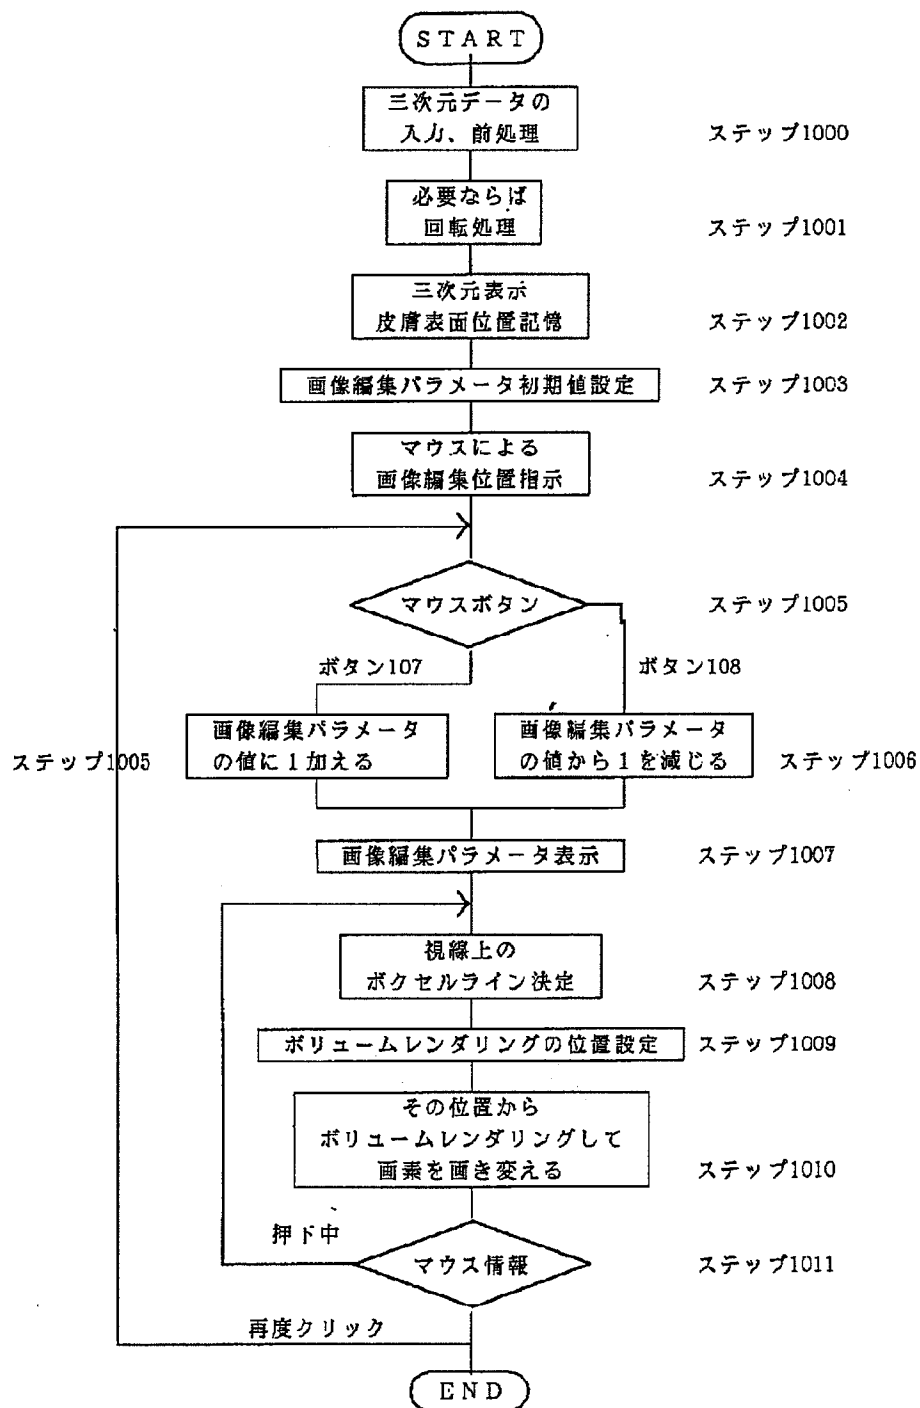 START
三次元データの
入力、前処理
ステップ1000
必要ならば
回転処理
ステップ1001
三次元表示
皮膚表面位置記憶
ステップ1002
画像編集パラメータ初期値設定
ステップ1003
マウスによる
画像編集位置指示
ステップ1004
マウスボタン
ステップ1005
ボタン107
ボタン108
画像編集パラメータ
の値に1加える
ステップ1005
画像編集パラメータ
の値から1を減じる
ステップ1006
画像編集パラメータ表示
ステップ1007
視線上の
ボクセルライン決定
ステップ1008
ボリュームレンダリングの位置設定
ステップ1009
その位置から
ボリュームレンダリングして
画素を画き変える
ステップ1010
押下中
マウス情報
ステップ1011
再度クリック
END